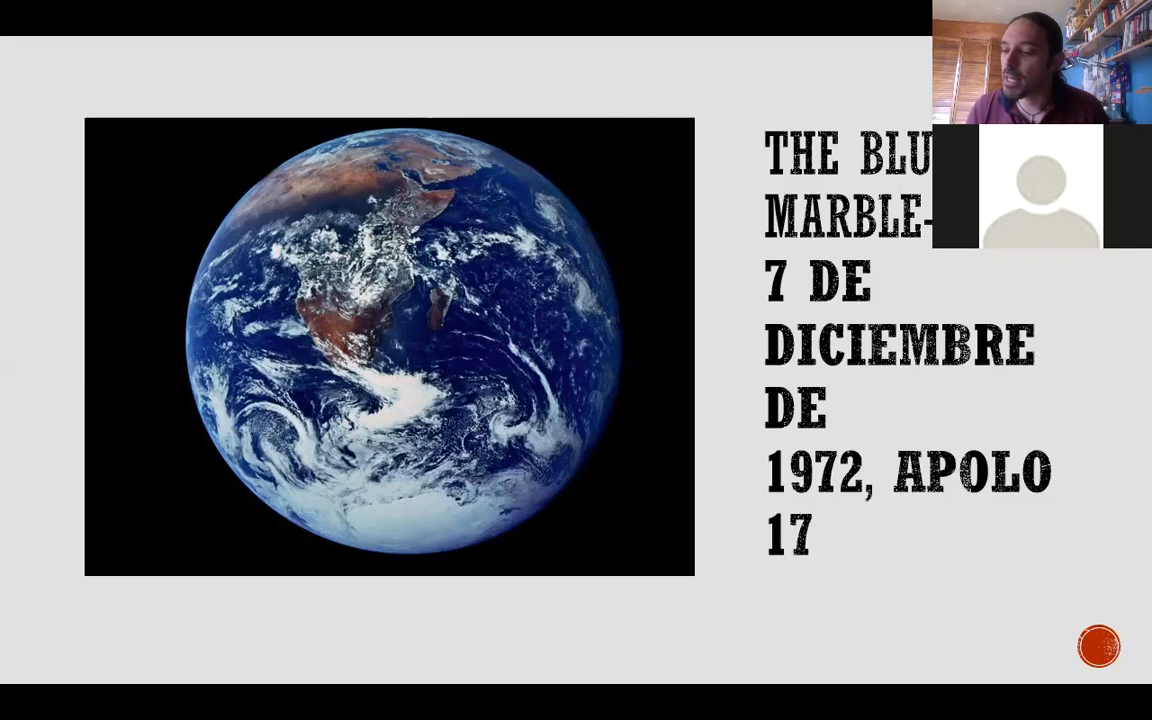 THE BLU
MARBLE-
7 DE
DICIEMBRE
DE
1972, APOLO
17